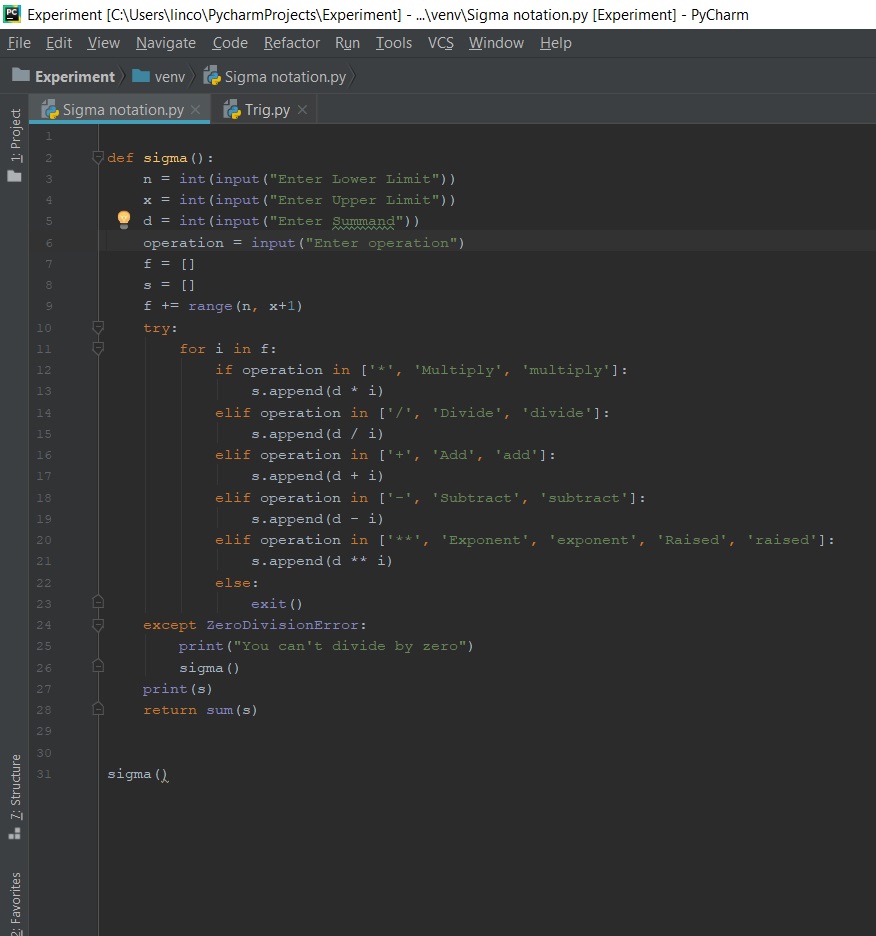 PC Experiment [C:\Users\linco\PycharmProjects\Experiment] - ...\venv\Sigma notation.py [Experiment] - PyCharm
File Edit View Navigate Code Refactor Run Tools VCS Window Help
Experiment venv Sigma notation.py
Sigma notation.py × Trig.py ×
1: Project
1
2 def sigma():
3     n = int(input("Enter Lower Limit"))
4     x = int(input("Enter Upper Limit"))
5     d = int(input("Enter Summand"))
6     operation = input("Enter operation")
7     f = []
8     s = []
9     f += range(n, x+1)
10     try:
11         for i in f:
12             if operation in ['*', 'Multiply', 'multiply']:
13                 s.append(d * i)
14             elif operation in ['/', 'Divide', 'divide']:
15                 s.append(d / i)
16             elif operation in ['+', 'Add', 'add']:
17                 s.append(d + i)
18             elif operation in ['-', 'Subtract', 'subtract']:
19                 s.append(d - i)
20             elif operation in ['**', 'Exponent', 'exponent', 'Raised', 'raised']:
21                 s.append(d ** i)
22             else:
23                 exit()
24     except ZeroDivisionError:
25         print("You can't divide by zero")
26         sigma()
27     print(s)
28     return sum(s)
29
30
31 sigma()
7: Structure
2: Favorites